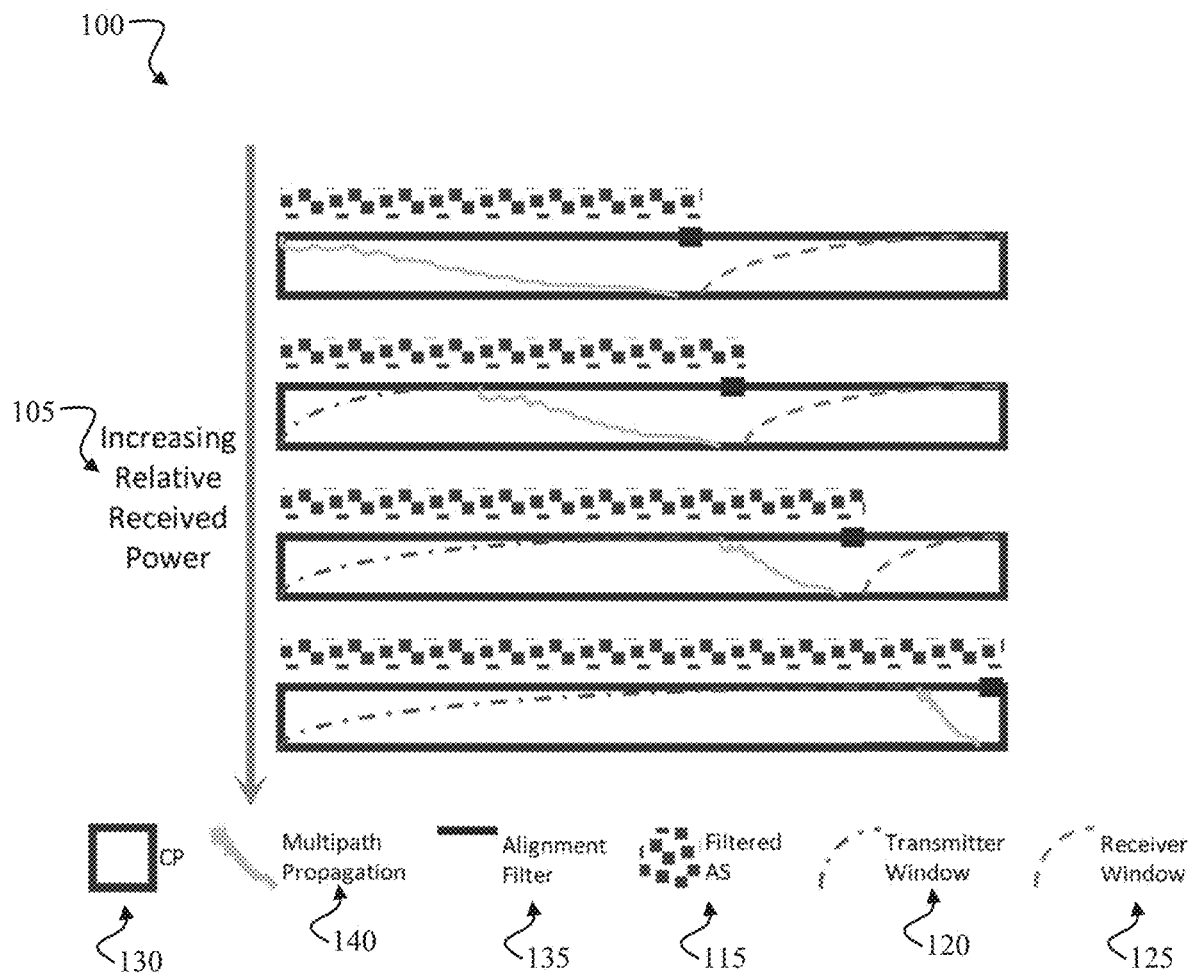 100
105
Increasing
Relative
Received
Power
CP
Multipath
Propagation
Alignment
Filter
Filtered
AS
Transmitter
Window
Receiver
Window
130
140
135
115
120
125